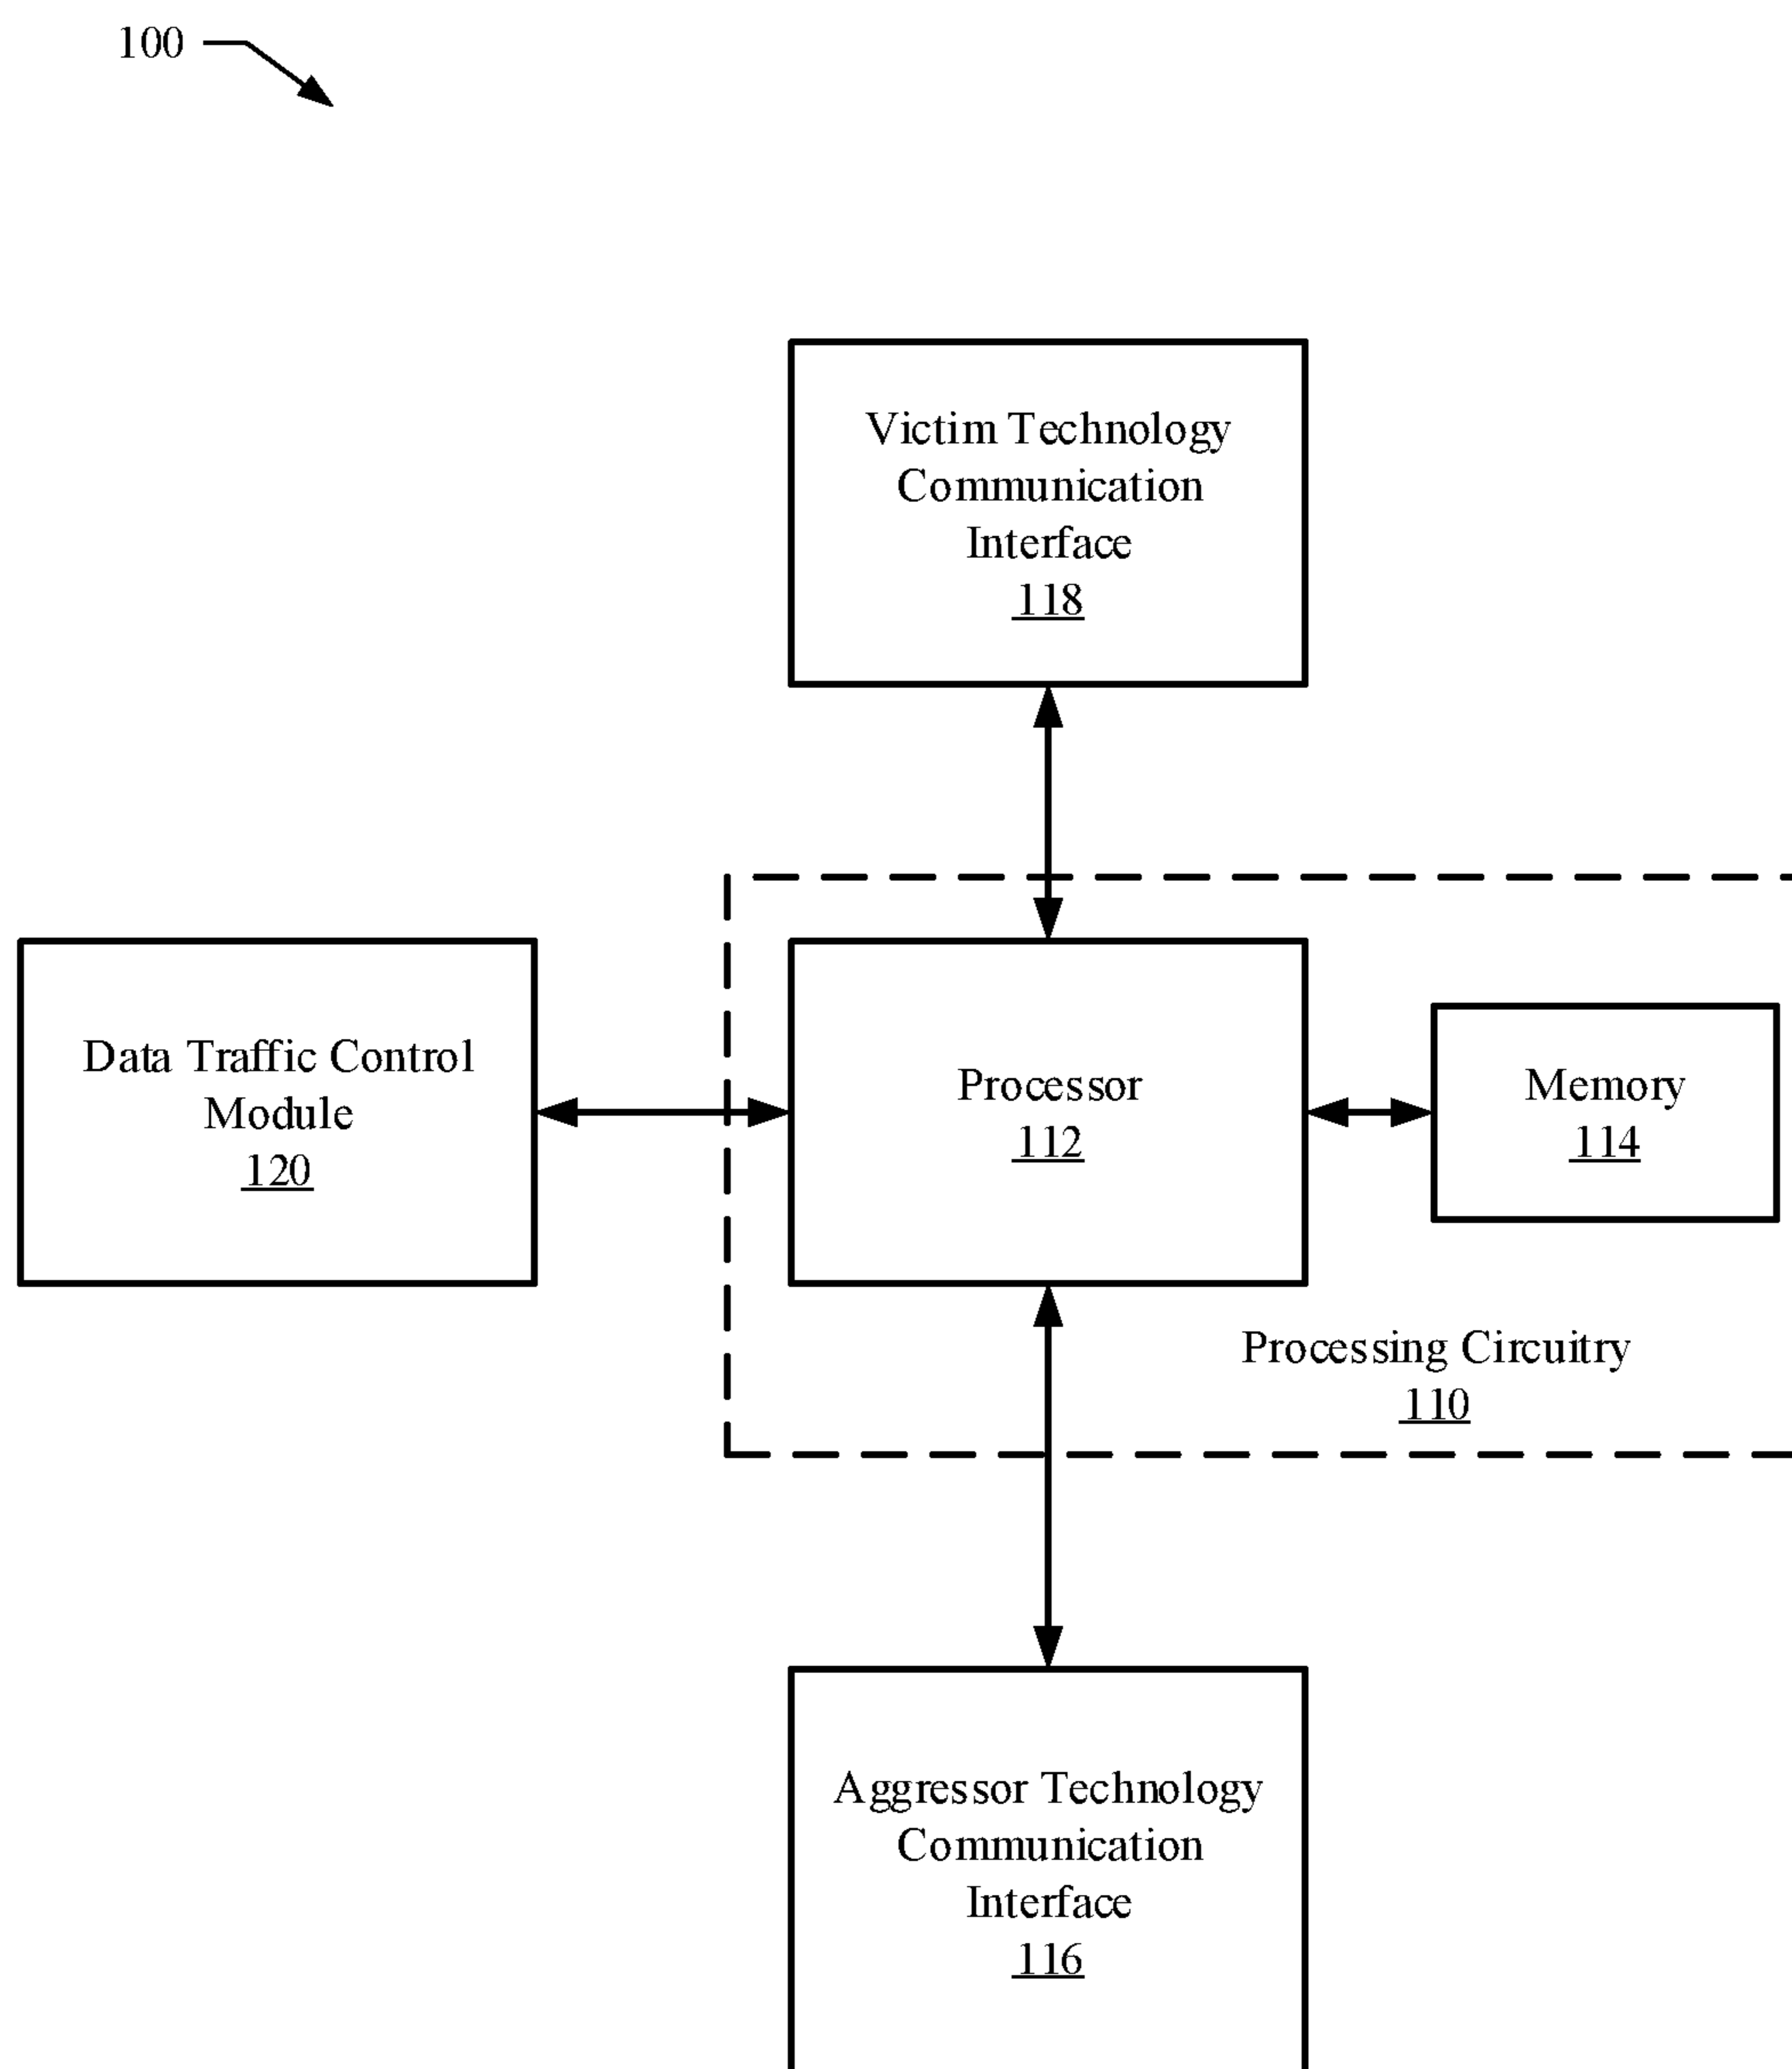 100
Victim Technology
Communication
Interface
118
Data Traffic Control
Module
120
Processor
112
Memory
114
Processing Circuitry
110
Aggressor Technology
Communication
Interface
116